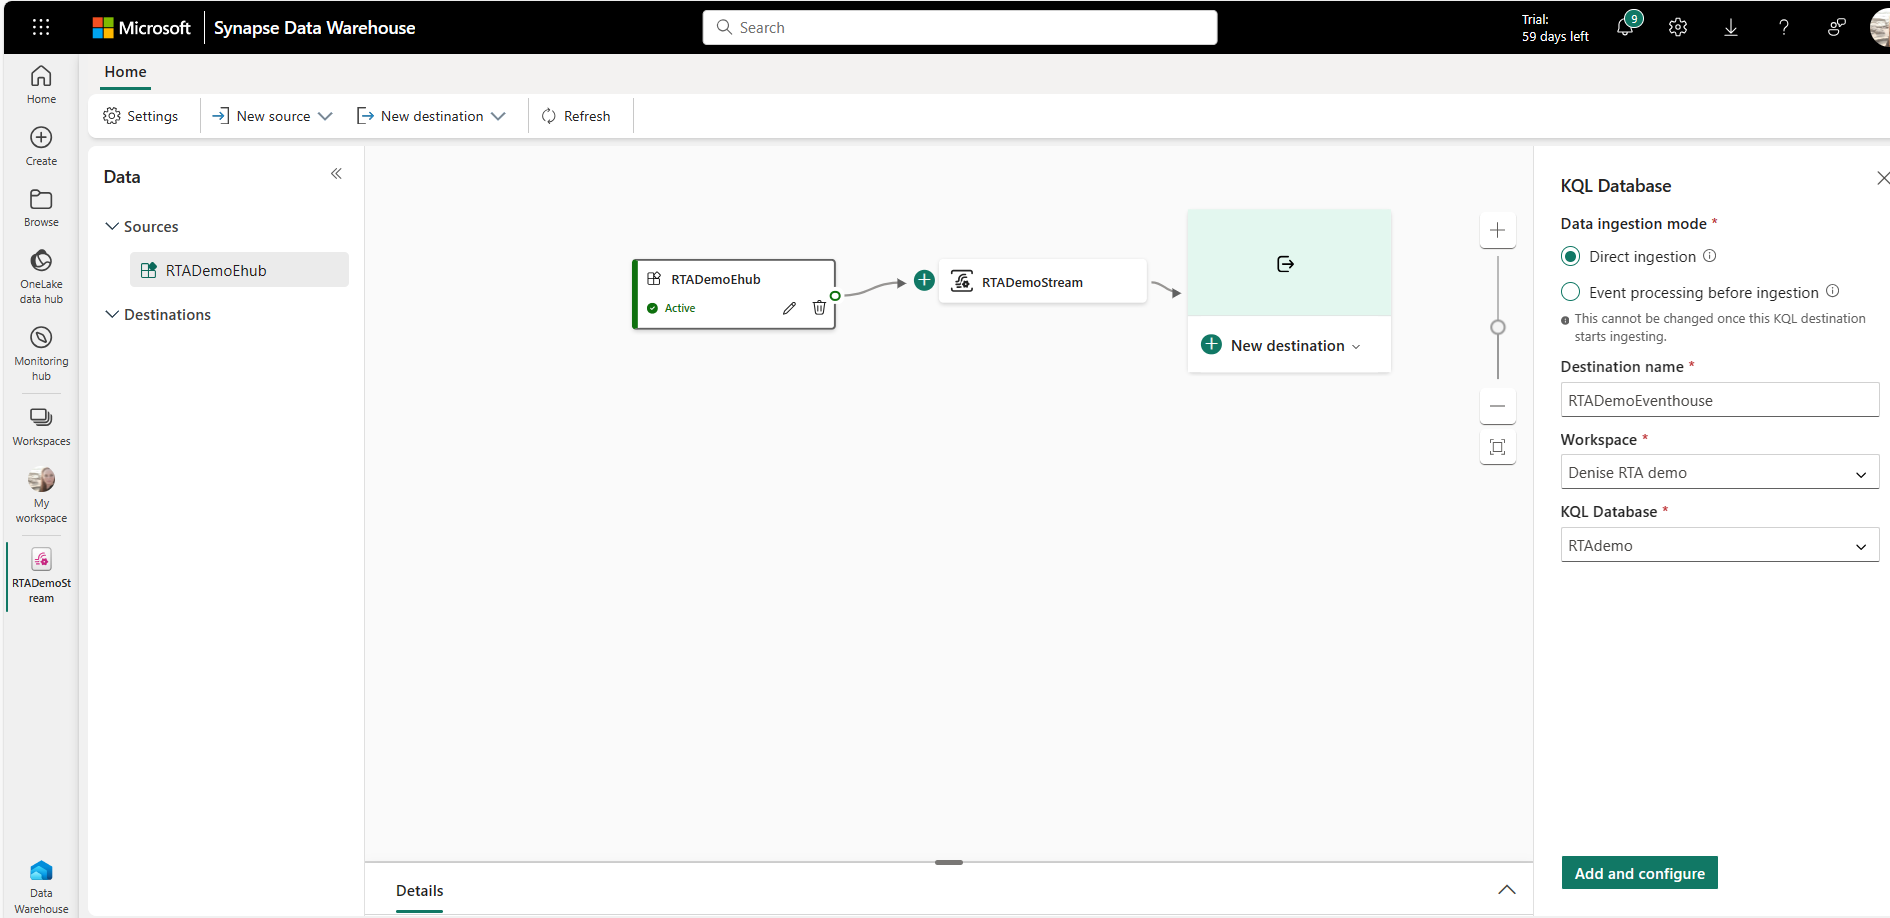 Microsoft
Synapse Data Warehouse
Search
Trial:
59 days left
9
Home
Create
Browse
OneLake
data hub
Monitoring
hub
Workspaces
My
workspace
RTADemoSt
ream
Data
Warehouse
Home
Settings
New source
New destination
Refresh
Data
Sources
RTADemoEhub
Destinations
RTADemoEhub
Active
RTADemoStream
New destination
Details
KQL Database
Data ingestion mode *
Direct ingestion
Event processing before ingestion
This cannot be changed once this KQL destination
starts ingesting.
Destination name *
RTADemoEventhouse
Workspace *
Denise RTA demo
KQL Database *
RTAdemo
Add and configure